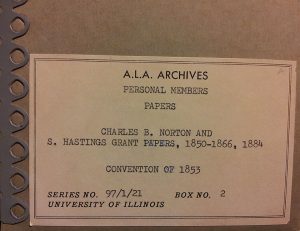 A.L.A. ARCHIVES
PERSONAL MEMBERS
PAPERS
CHARLES B. NORTON AND
S. HASTINGS GRANT PAPERS, 1850-1866, 1884
CONVENTION OF 1853
SERIES NO. 97/1/21 BOX NO. 2
UNIVERSITY OF ILLINOIS